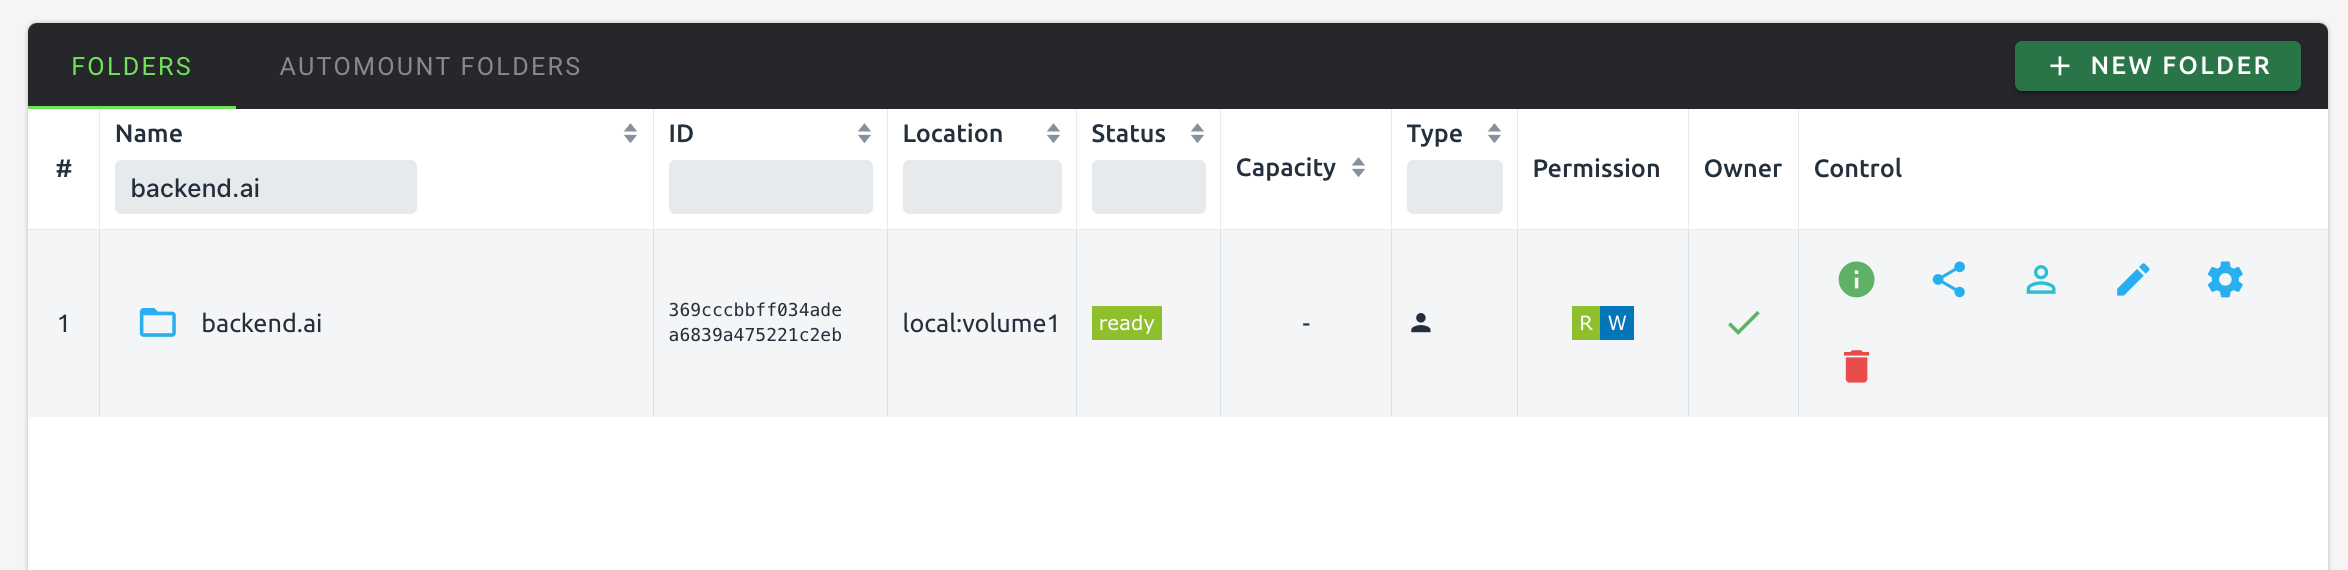 FOLDERS AUTOMOUNT FOLDERS + NEW FOLDER
# Name ID Location Status Capacity Type Permission Owner Control
backend.ai
1 backend.ai 369cccbbff034ade local:volume1 ready - R W
a6839a475221c2eb